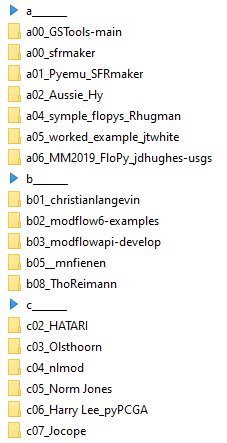 a______
a00_GSTools-main
a00_sfrmaker
a01_Pyemu_SFRmaker
a02_Aussie_Hy
a04_symple_flopys_Rhugman
a05_worked_example_jtwhite
a06_MM2019_FloPy_jdhughes-usgs
b______
b01_christianlangevin
b02_modflow6-examples
b03_modflowapi-develop
b05__mnfienen
b08_ThoReimann
c______
c02_HATARI
c03_Olsthoorn
c04_nlmod
c05_Norm Jones
c06_Harry Lee_pyPCGA
c07_Jocope